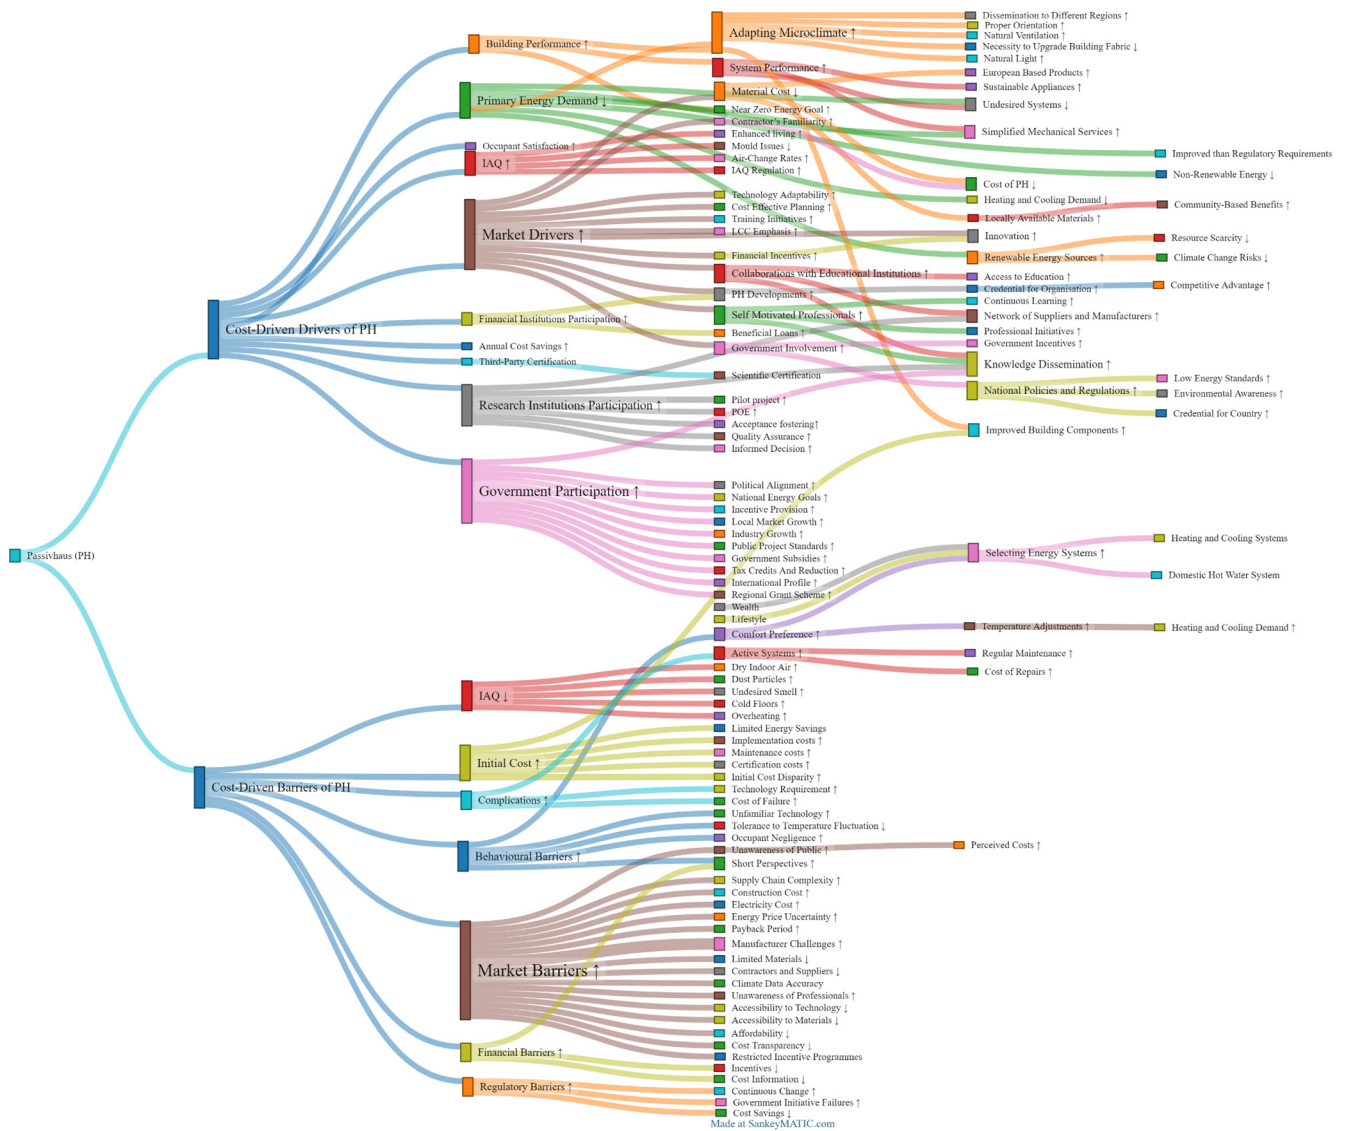 Passivhaus (PH)
Cost-Driven Drivers of PH
Cost-Driven Barriers of PH
Building Performance ↑
Primary Energy Demand ↓
Occupant Satisfaction ↑
IAQ ↑
Market Drivers ↑
Financial Institutions Participation ↑
Annual Cost Savings ↑
Third-Party Certification
Research Institutions Participation ↑
Government Participation ↑
IAQ ↓
Initial Cost ↑
Complications ↑
Behavioural Barriers ↑
Market Barriers ↑
Financial Barriers ↑
Regulatory Barriers ↑
Adapting Microclimate ↑
System Performance ↑
Material Cost ↓
Near Zero Energy Goal ↑
Contractor's Familiarity ↑
Enhanced living ↑
Mould Issues ↓
Air-Change Rates ↑
IAQ Regulation ↑
Technology Adaptability ↑
Cost Effective Planning ↑
Training Initiatives ↑
LCC Emphasis ↑
Financial Incentives ↑
Collaborations with Educational Institutions ↑
PH Developments ↑
Self Motivated Professionals ↑
Beneficial Loans ↑
Government Involvement ↑
Scientific Certification
Pilot project ↑
POE ↑
Acceptance fostering↑
Quality Assurance ↑
Informed Decision ↑
Political Alignment ↑
National Energy Goals ↑
Incentive Provision ↑
Local Market Growth ↑
Industry Growth ↑
Public Project Standards ↑
Government Subsidies ↑
Tax Credits And Reduction ↑
International Profile ↑
Regional Grant Scheme ↑
Wealth
Lifestyle
Comfort Preference ↑
Active Systems ↑
Dry Indoor Air ↑
Dust Particles ↑
Undesired Smell ↑
Cold Floors ↑
Overheating ↑
Limited Energy Savings
Implementation costs ↑
Maintenance costs ↑
Certification costs ↑
Initial Cost Disparity ↑
Technology Requirement ↑
Cost of Failure ↑
Unfamiliar Technology ↑
Tolerance to Temperature Fluctuation ↓
Occupant Negligence ↑
Unawareness of Public ↑
Short Perspectives ↑
Supply Chain Complexity ↑
Construction Cost ↑
Electricity Cost ↑
Energy Price Uncertainty ↑
Payback Period ↑
Manufacturer Challenges ↑
Limited Materials ↓
Contractors and Suppliers ↓
Climate Data Accuracy
Unawareness of Professionals ↑
Accessibility to Technology ↓
Accessibility to Materials ↓
Affordability ↓
Cost Transparency ↓
Restricted Incentive Programmes
Incentives ↓
Cost Information ↓
Continuous Change ↑
Government Initiative Failures ↑
Cost Savings ↓
Dissemination to Different Regions ↑
Proper Orientation ↑
Natural Ventilation ↑
Necessity to Upgrade Building Fabric ↓
Natural Light ↑
European Based Products ↑
Sustainable Appliances ↑
Undesired Systems ↓
Simplified Mechanical Services ↑
Cost of PH ↓
Heating and Cooling Demand ↓
Locally Available Materials ↑
Innovation ↑
Renewable Energy Sources ↑
Access to Education ↑
Credential for Organisation ↑
Continuous Learning ↑
Network of Suppliers and Manufacturers ↑
Professional Initiatives ↑
Government Incentives ↑
Knowledge Dissemination ↑
National Policies and Regulations ↑
Improved Building Components ↑
Selecting Energy Systems ↑
Temperature Adjustments ↑
Regular Maintenance ↑
Cost of Repairs ↑
Perceived Costs ↑
Improved than Regulatory Requirements
Non-Renewable Energy ↓
Community-Based Benefits ↑
Resource Scarcity ↓
Climate Change Risks ↓
Competitive Advantage ↑
Low Energy Standards ↑
Environmental Awareness ↑
Credential for Country ↑
Heating and Cooling Systems
Domestic Hot Water System
Heating and Cooling Demand ↑
Made at SankeyMATIC.com